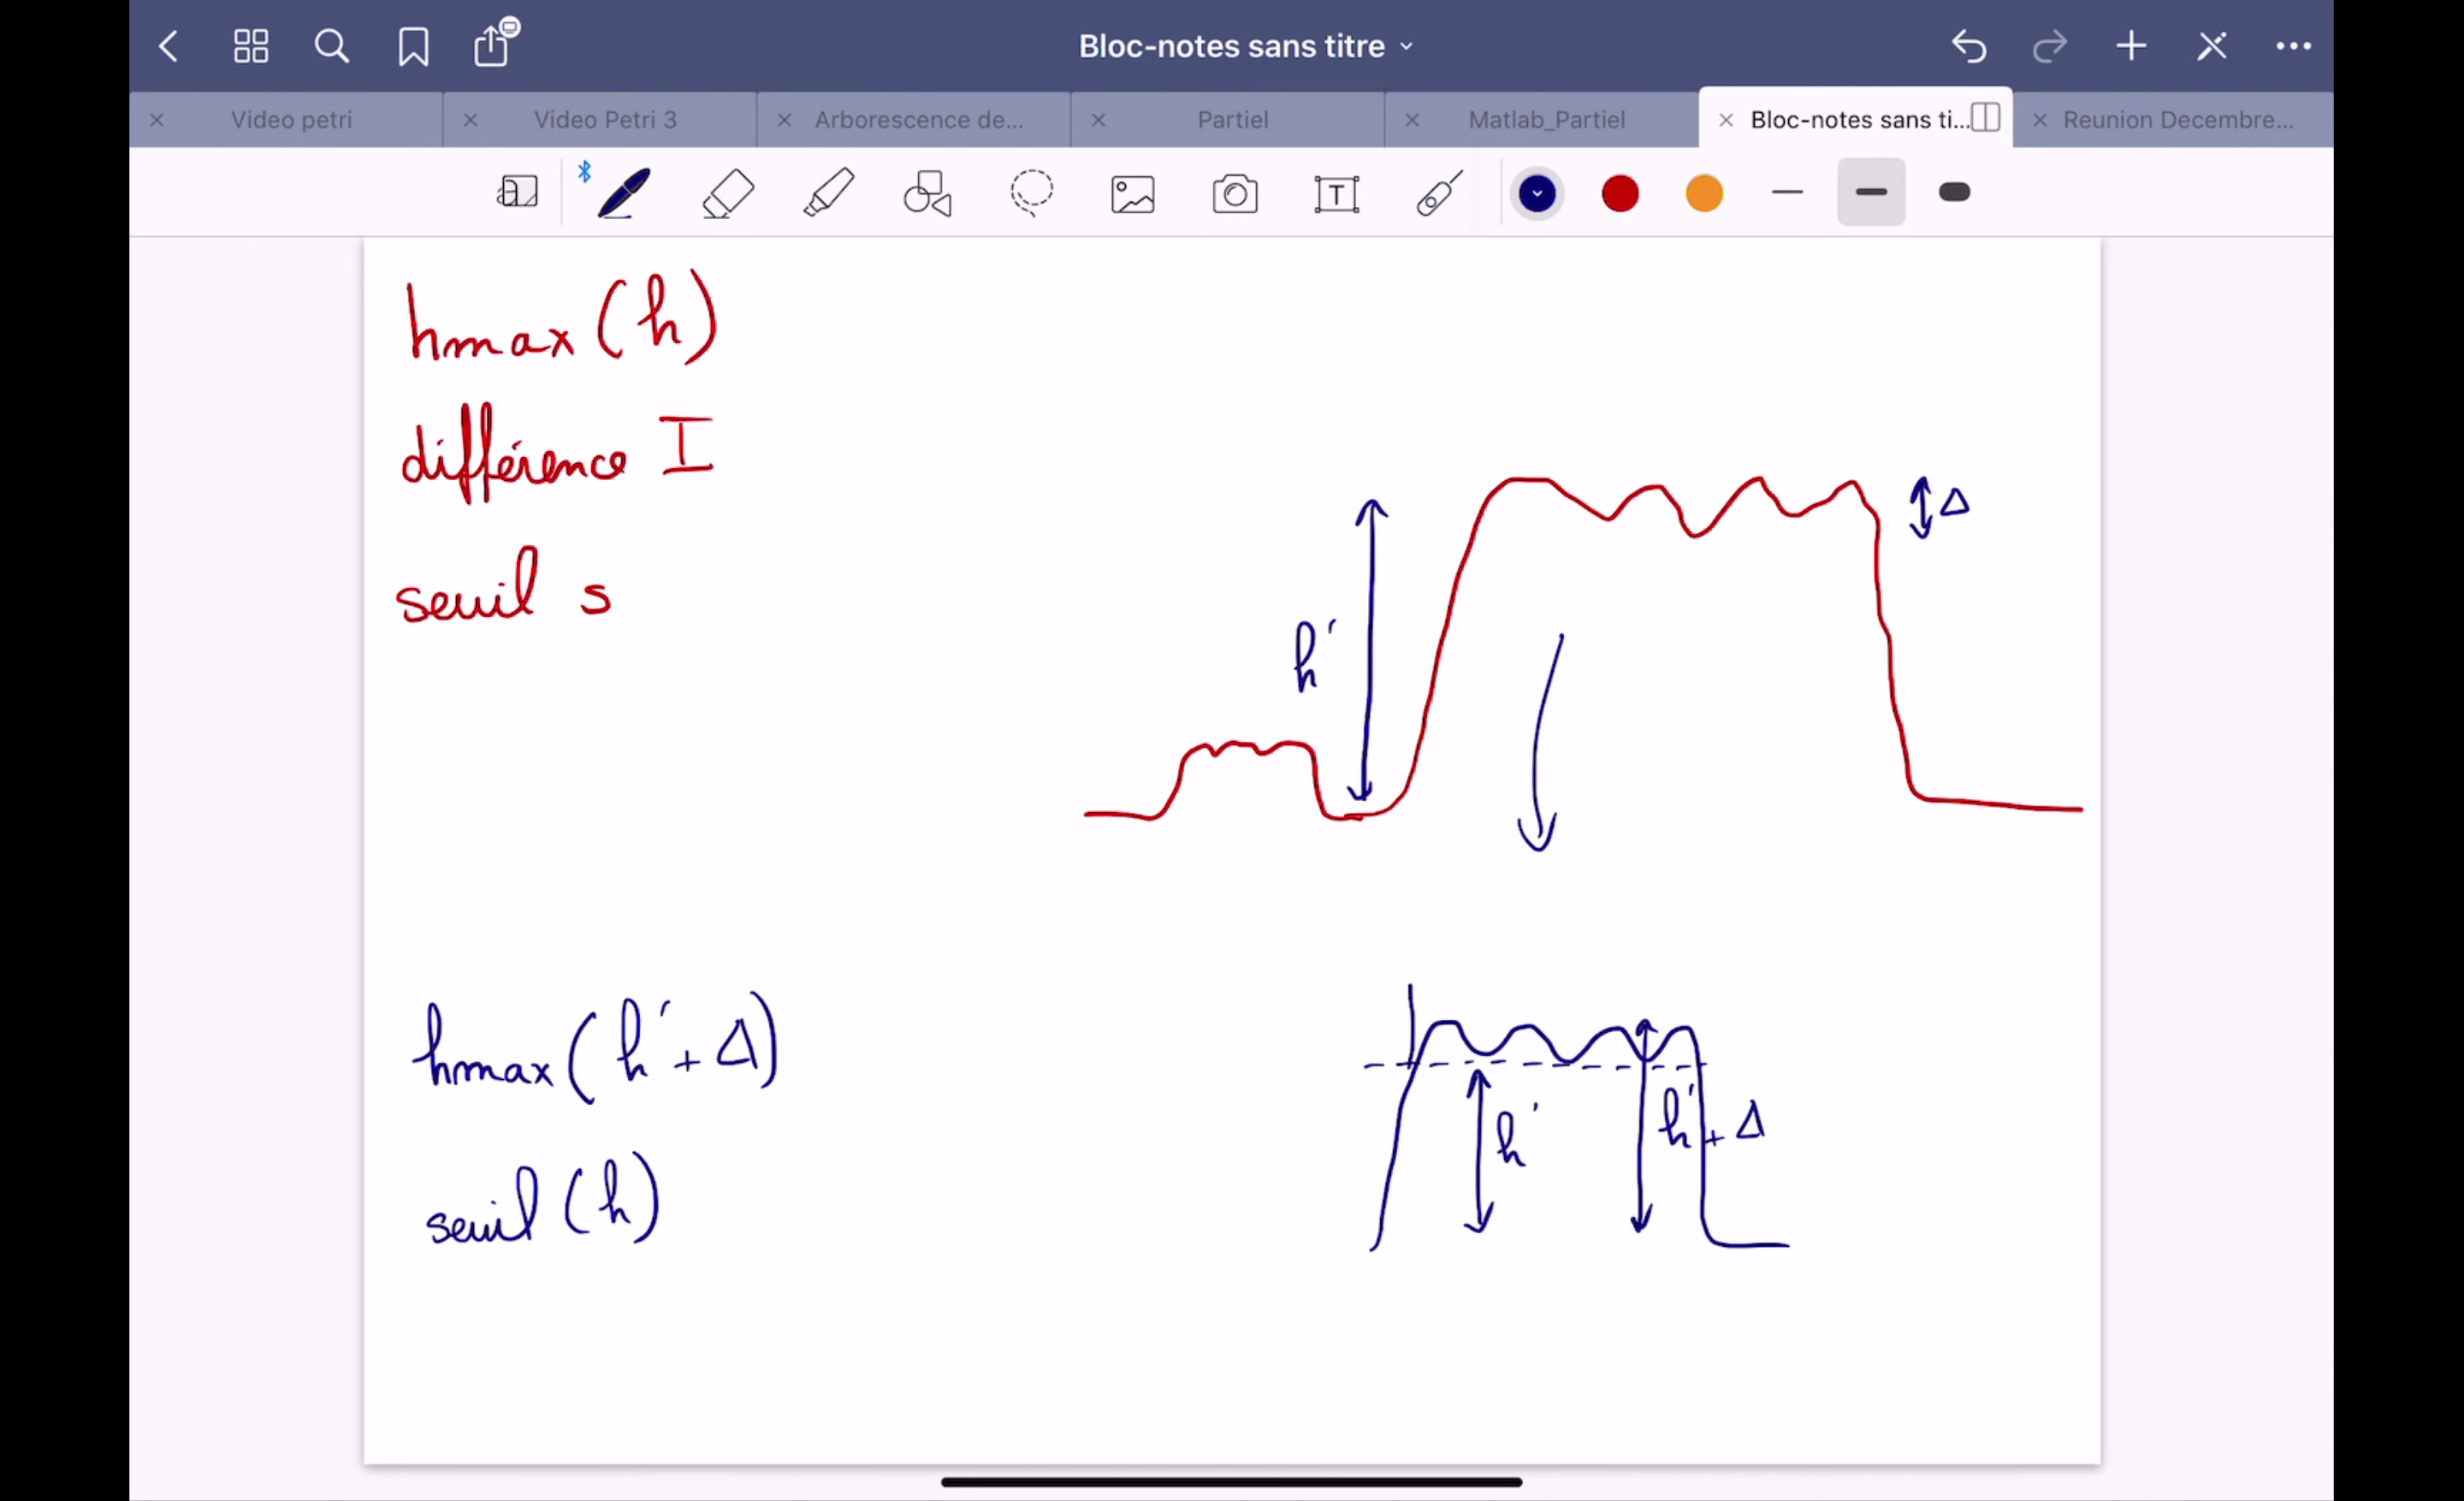 Bloc-notes sans titre
Video petri
Video Petri 3
Arborescence de...
Partiel
Matlab_Partiel
Bloc-notes sans ti...
Reunion Decembre...
a
T
hmax(h)
différence I
seuil s
Δ
h'
hmax(h'+Δ)
h'
h'+Δ
seuil(h)